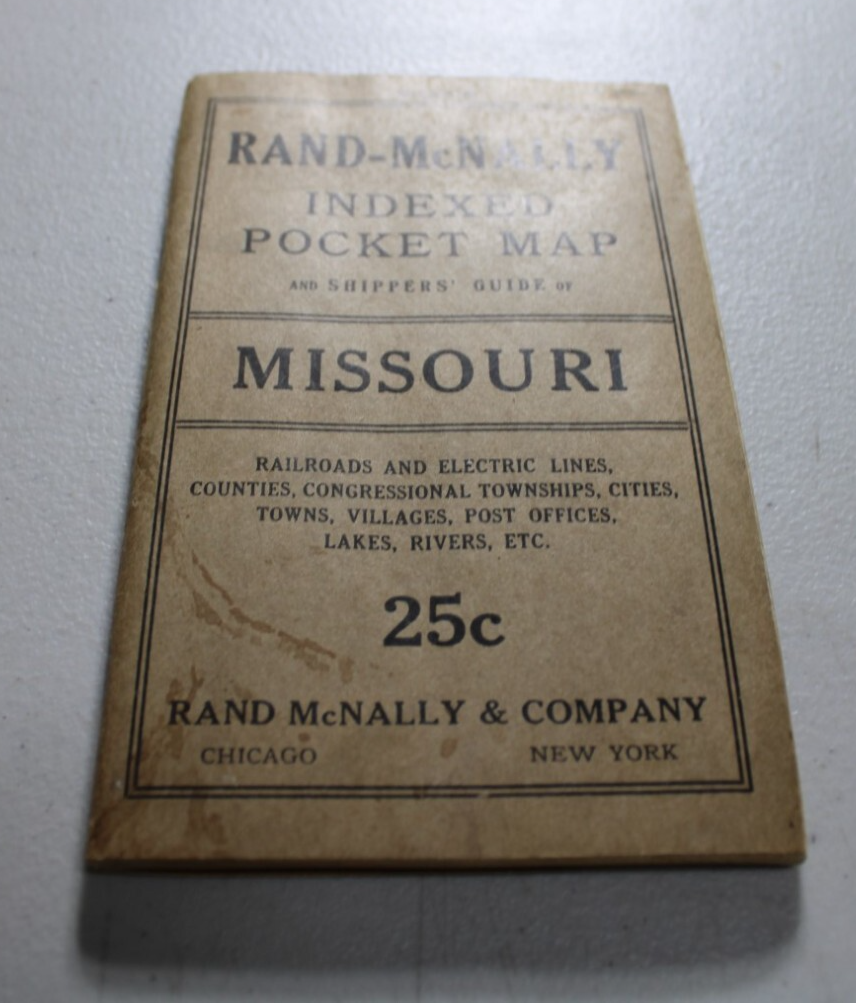 RAND-McNALLY
INDEXED
POCKET MAP
AND SHIPPERS' GUIDE OF
MISSOURI
RAILROADS AND ELECTRIC LINES,
COUNTIES, CONGRESSIONAL TOWNSHIPS, CITIES,
TOWNS, VILLAGES, POST OFFICES,
LAKES, RIVERS, ETC.
25c
RAND McNALLY & COMPANY
CHICAGO NEW YORK